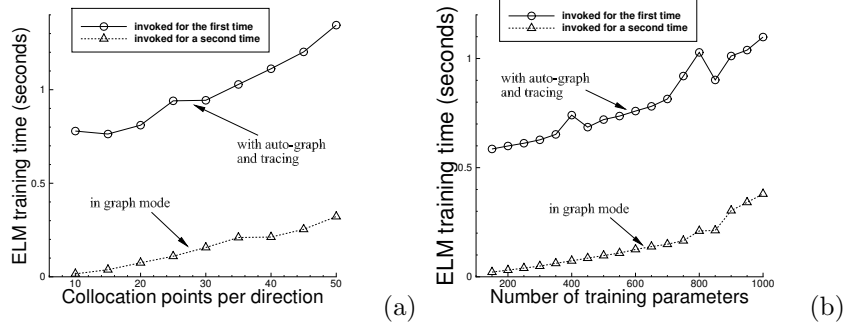 invoked for the first time
invoked for a second time
ELM training time (seconds)
1
0.5
0
with auto-graph
and tracing
in graph mode
10
20
30
40
50
Collocation points per direction
(a)
invoked for the first time
invoked for a second time
ELM training time (seconds)
1
0.5
0
with auto-graph
and tracing
in graph mode
200
400
600
800
1000
Number of training parameters
(b)